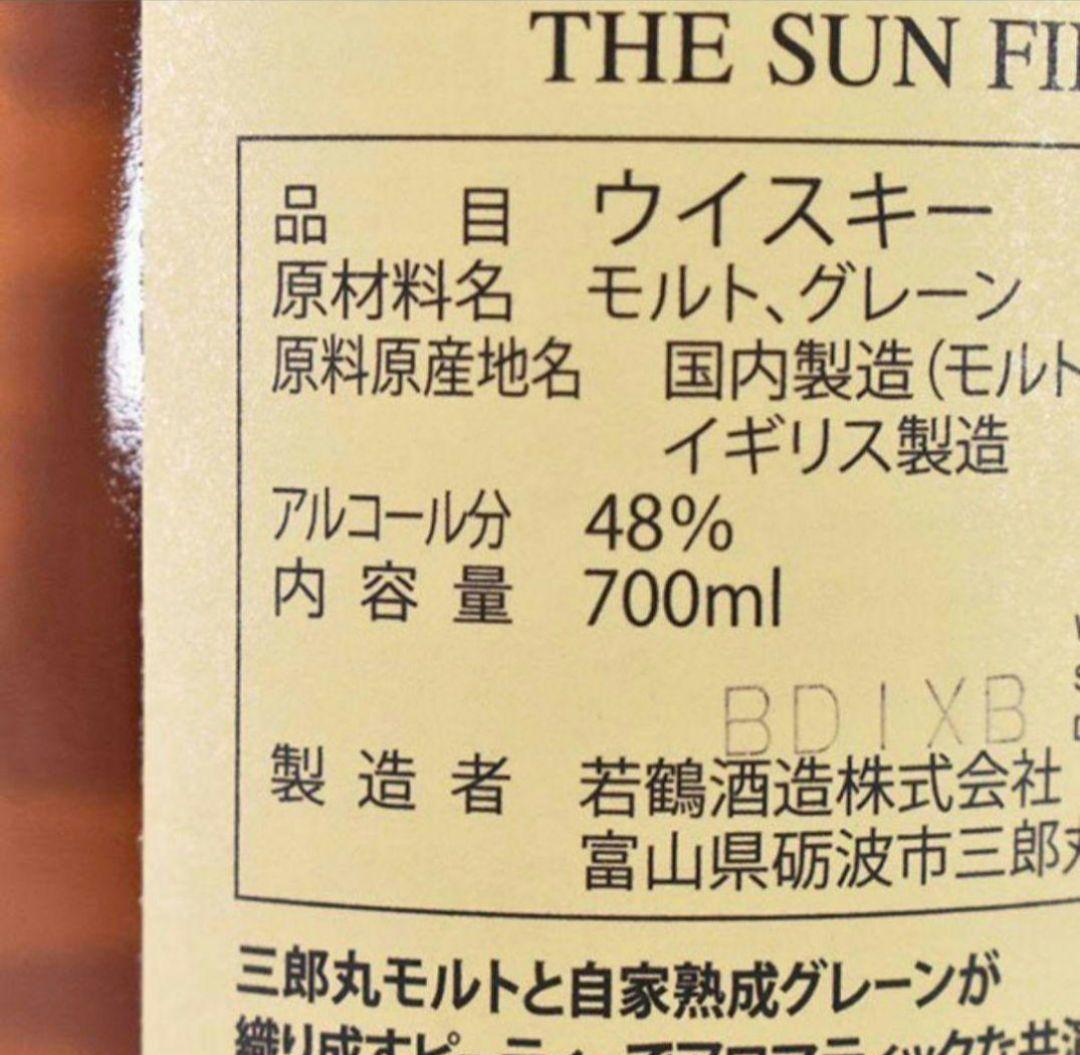 THE SUN
品目 ウイスキー
原材料名 モルト、グレーン
原料原産地名 国内製造(モルト
イギリス製造
アルコール分 48%
内容量 700ml
BDIXB
製造者 若鶴酒造株式会社
富山県砺波市三郎丸
三郎丸モルトと自家熟成グレーンが